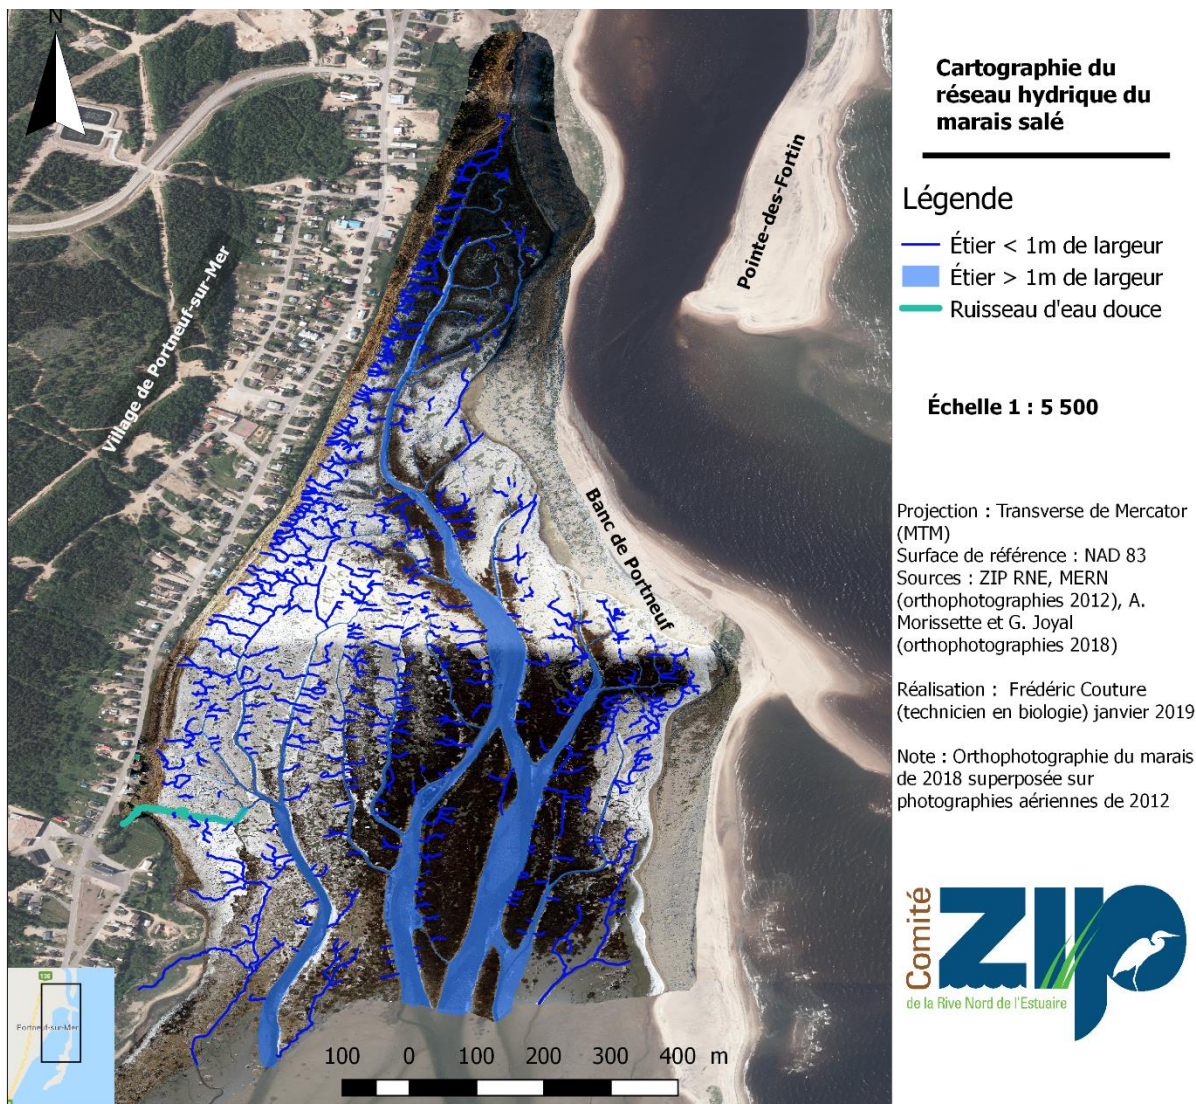 N
Cartographie du
réseau hydrique du
marais salé
Légende
Étier < 1m de largeur
Étier > 1m de largeur
Ruisseau d'eau douce
Échelle 1 : 5 500
Projection : Transverse de Mercator
(MTM)
Surface de référence : NAD 83
Sources : ZIP RNE, MERN
(orthophotographies 2012), A.
Morissette et G. Joyal
(orthophotographies 2018)
Réalisation : Frédéric Couture
(technicien en biologie) janvier 2019
Note : Orthophotographie du marais
de 2018 superposée sur
photographies aériennes de 2012
Comité
ZIP
de la Rive Nord de l'Estuaire
Village de Portneuf-sur-Mer
Pointe-des-Fortin
Banc de Portneuf
138
Portneuf-sur-Mer
100 0 100 200 300 400 m